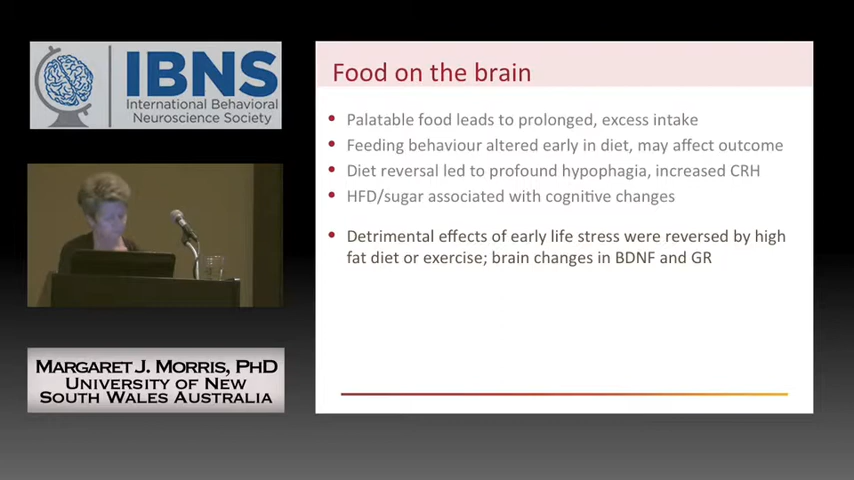 IBNS
International Behavioral
Neuroscience Society
MARGARET J. MORRIS, PHD
UNIVERSITY OF NEW
SOUTH WALES AUSTRALIA
Food on the brain
• Palatable food leads to prolonged, excess intake
• Feeding behaviour altered early in diet, may affect outcome
• Diet reversal led to profound hypophagia, increased CRH
• HFD/sugar associated with cognitive changes
• Detrimental effects of early life stress were reversed by high
fat diet or exercise; brain changes in BDNF and GR